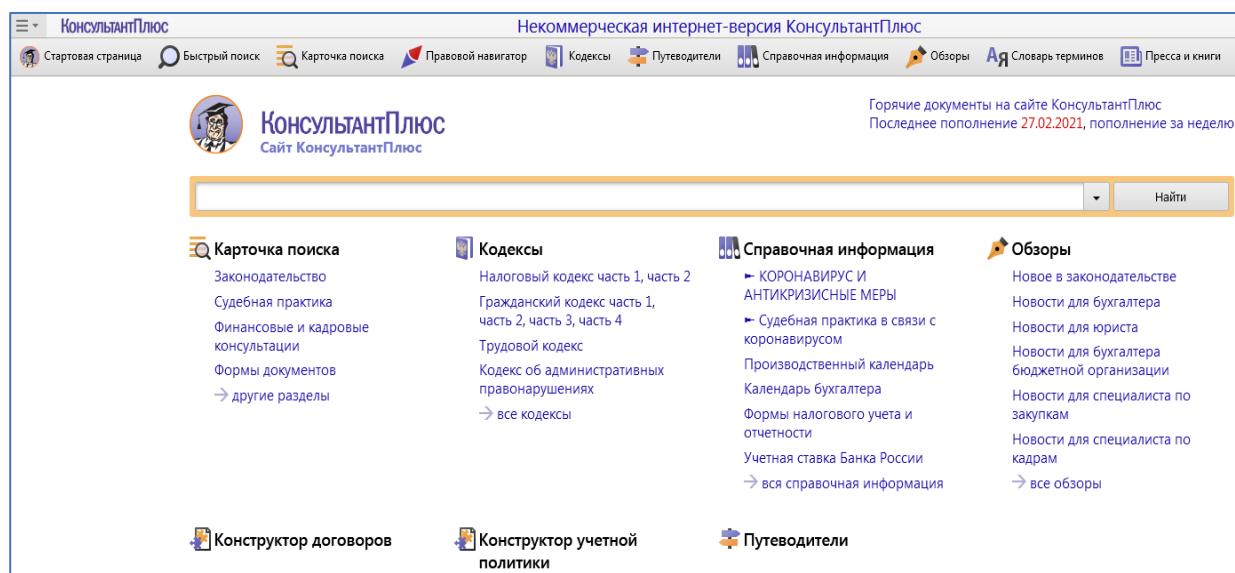 КонсультантПлюс
Некоммерческая интернет-версия КонсультантПлюс
Стартовая страница
Быстрый поиск
Карточка поиска
Правовой навигатор
Кодексы
Путеводители
Справочная информация
Обзоры
Ая Словарь терминов
Пресса и книги
КонсультантПлюс
Сайт КонсультантПлюс
Горячие документы на сайте КонсультантПлюс
Последнее пополнение 27.02.2021, пополнение за неделю
Найти
Карточка поиска
Законодательство
Судебная практика
Финансовые и кадровые
консультации
Формы документов
→ другие разделы
Кодексы
Налоговый кодекс часть 1, часть 2
Гражданский кодекс часть 1,
часть 2, часть 3, часть 4
Трудовой кодекс
Кодекс об административных
правонарушениях
→ все кодексы
Справочная информация
► КОРОНАВИРУС И
АНТИКРИЗИСНЫЕ МЕРЫ
► Судебная практика в связи с
коронавирусом
Производственный календарь
Календарь бухгалтера
Формы налогового учета и
отчетности
Учетная ставка Банка России
→ вся справочная информация
Обзоры
Новое в законодательстве
Новости для бухгалтера
Новости для юриста
Новости для бухгалтера
бюджетной организации
Новости для специалиста по
закупкам
Новости для специалиста по
кадрам
→ все обзоры
Конструктор договоров
Конструктор учетной
политики
Путеводители